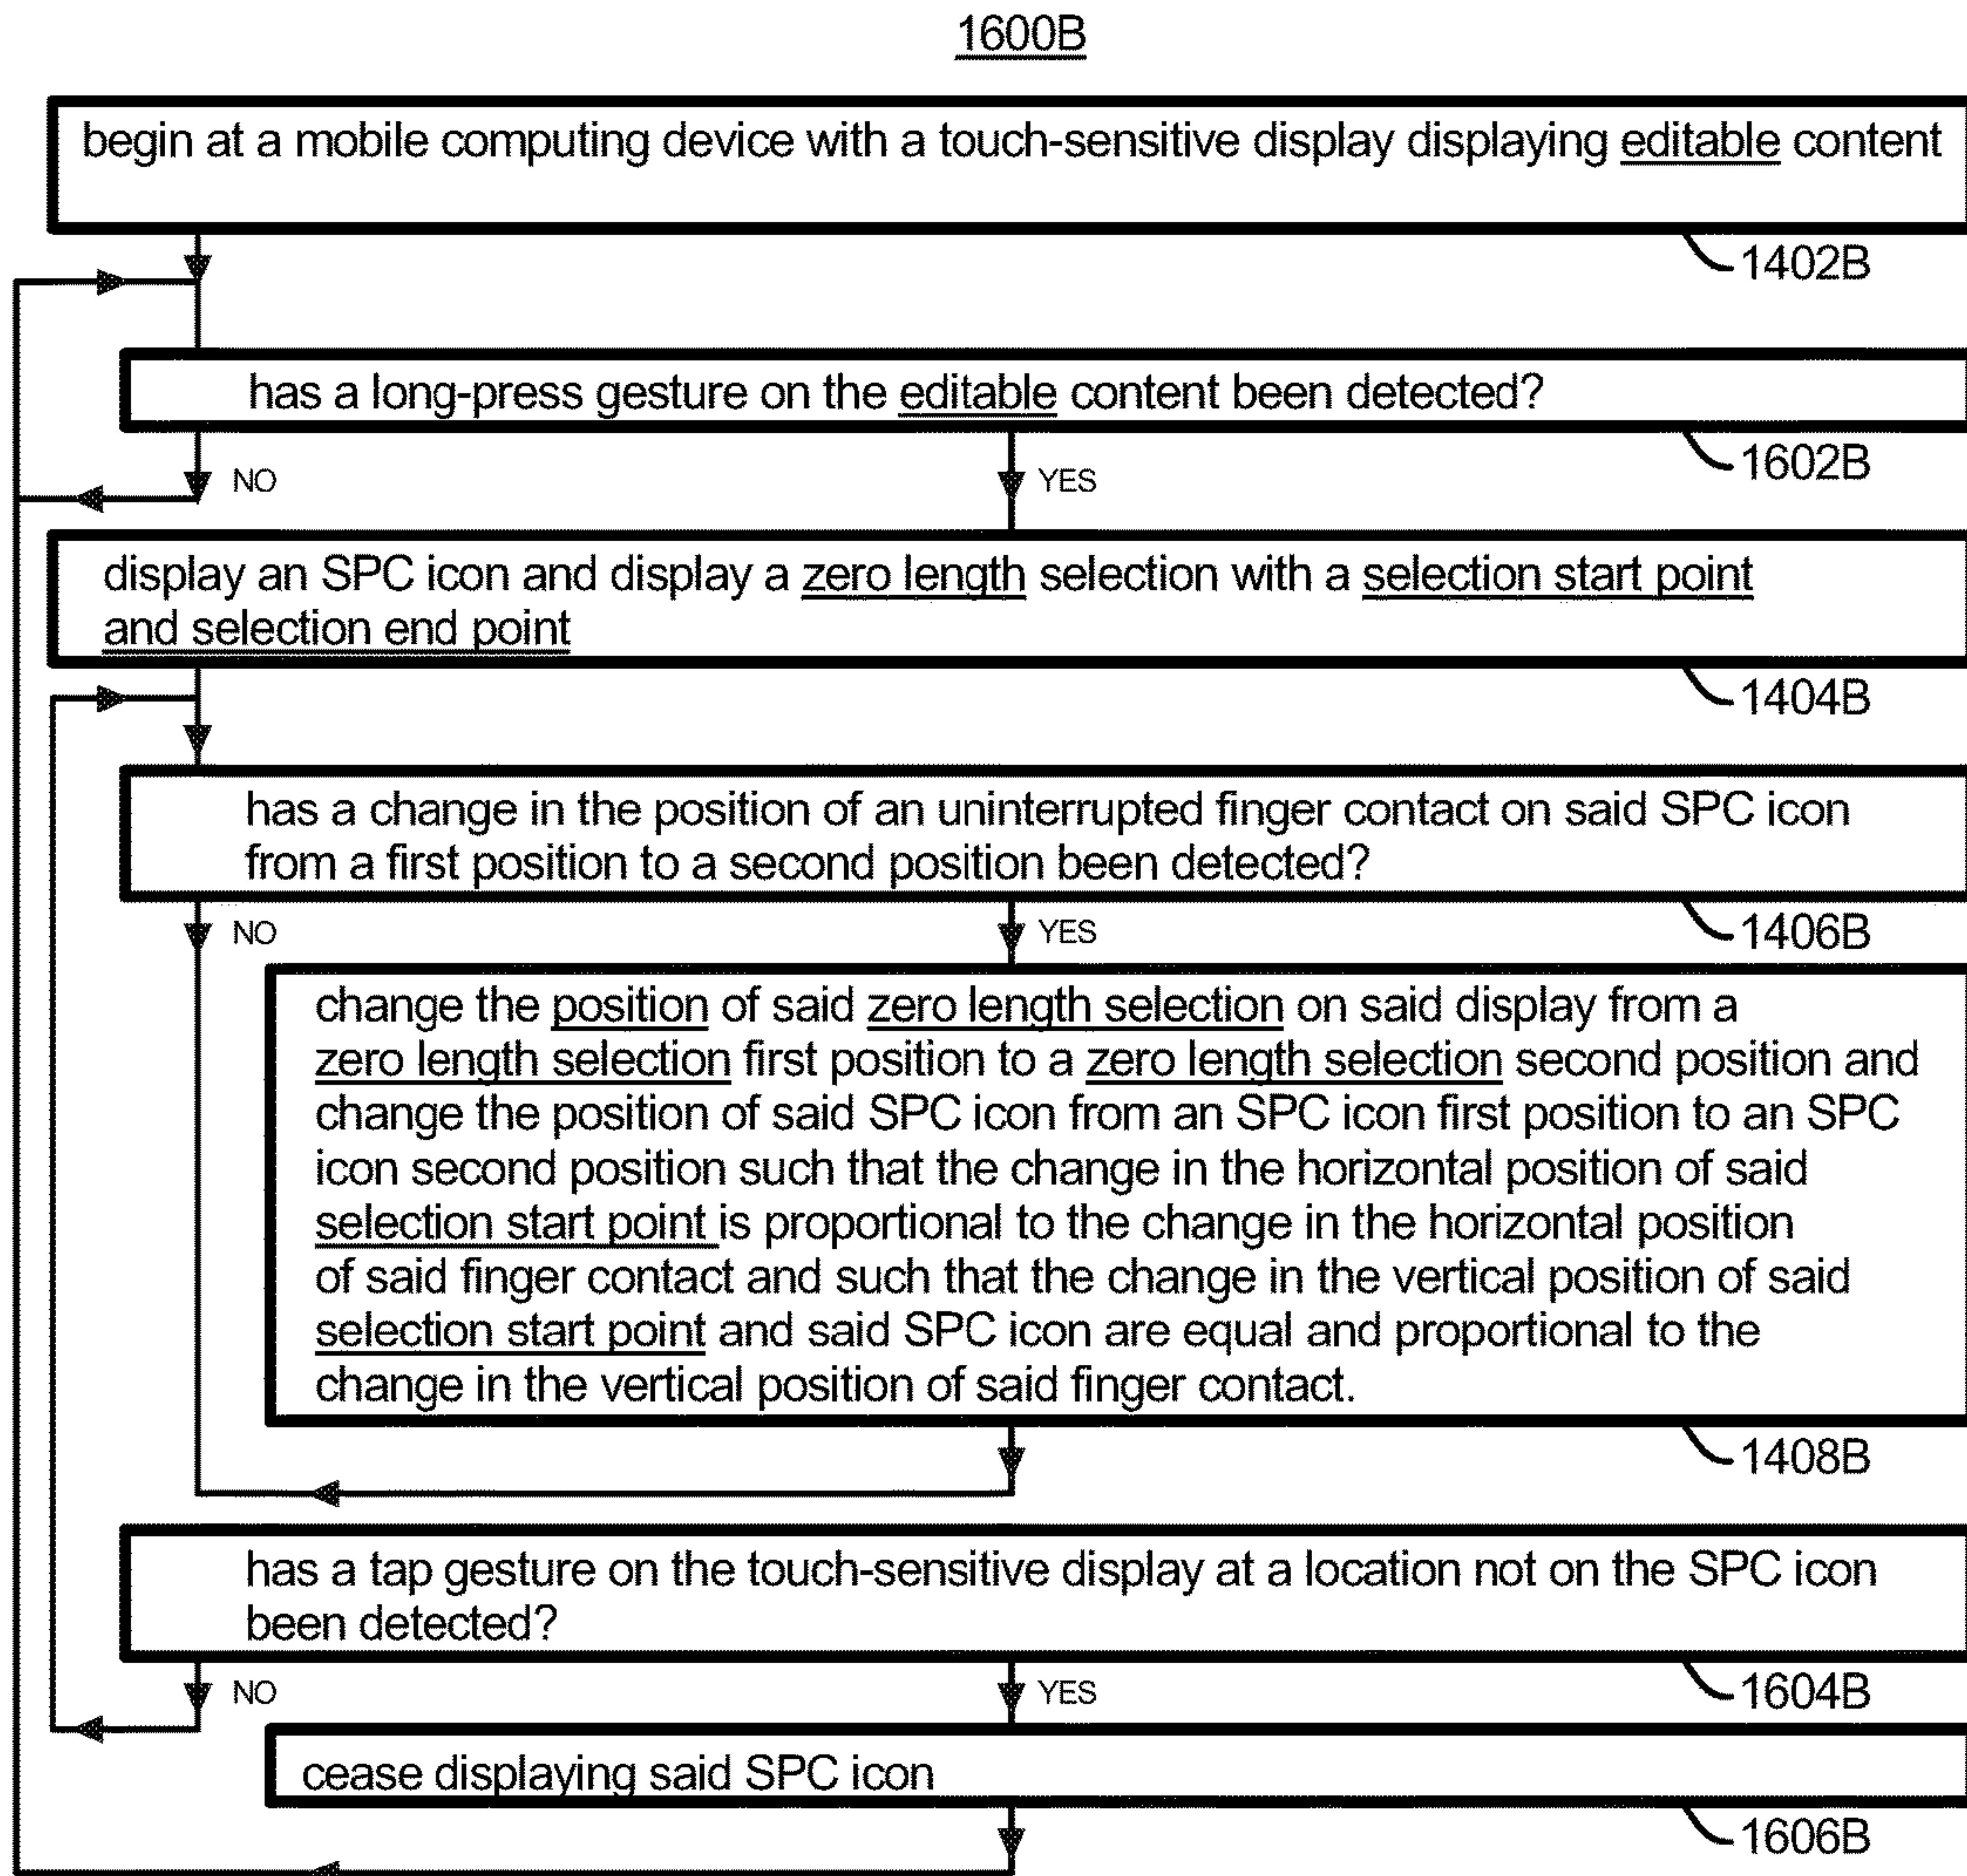 1600B
begin at a mobile computing device with a touch-sensitive display displaying editable content
1402B
has a long-press gesture on the editable content been detected?
1602B
NO
YES
display an SPC icon and display a zero length selection with a selection start point
and selection end point
1404B
has a change in the position of an uninterrupted finger contact on said SPC icon
from a first position to a second position been detected?
1406B
NO
YES
change the position of said zero length selection on said display from a
zero length selection first position to a zero length selection second position and
change the position of said SPC icon from an SPC icon first position to an SPC
icon second position such that the change in the horizontal position of said
selection start point is proportional to the change in the horizontal position
of said finger contact and such that the change in the vertical position of said
selection start point and said SPC icon are equal and proportional to the
change in the vertical position of said finger contact.
1408B
has a tap gesture on the touch-sensitive display at a location not on the SPC icon
been detected?
1604B
NO
YES
cease displaying said SPC icon
1606B